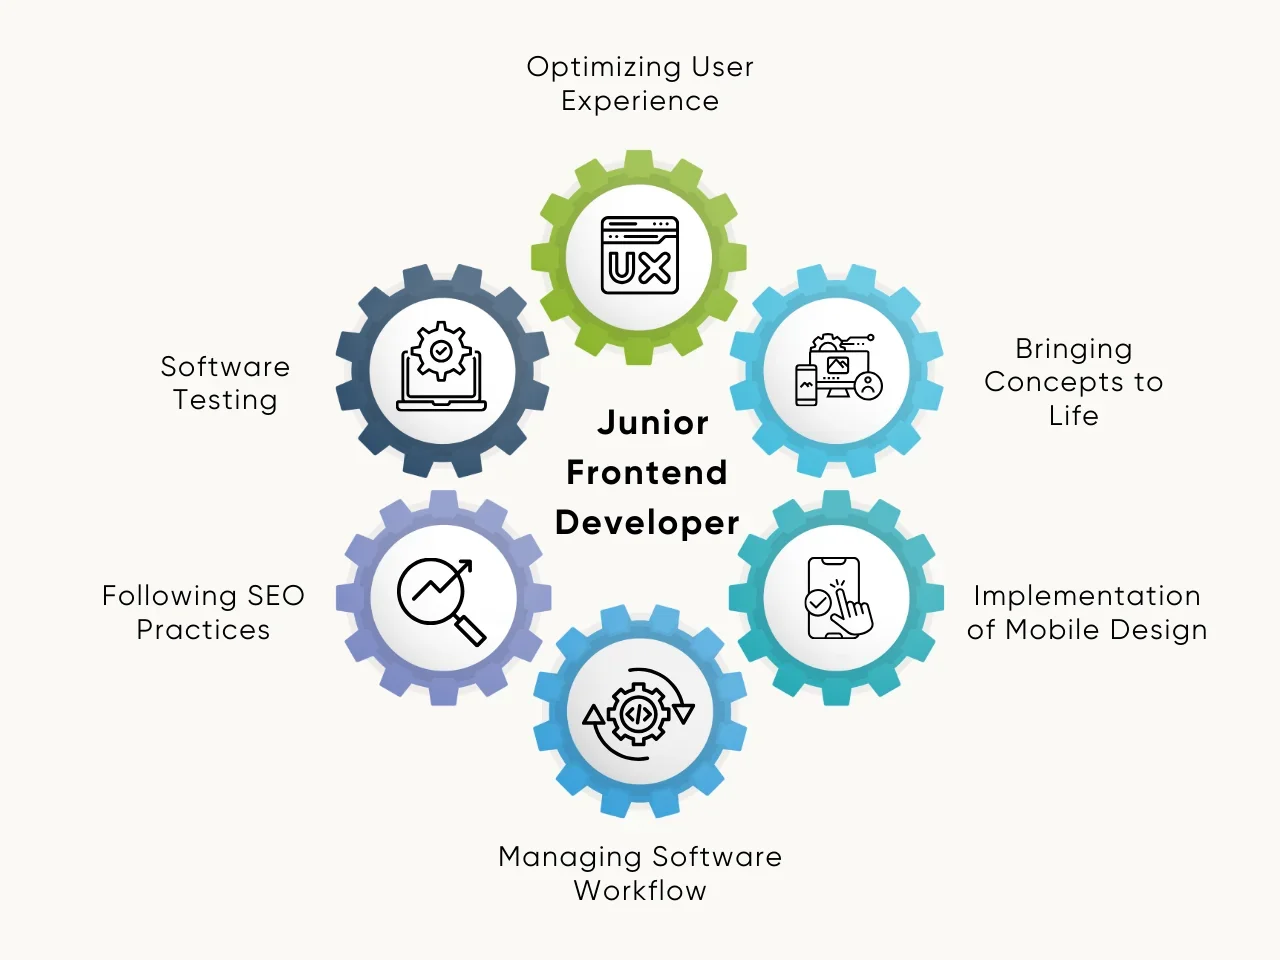 Optimizing User
Experience
UX
Software
Testing
Bringing
Concepts to
Life
Junior
Frontend
Developer
Following SEO
Practices
Implementation
of Mobile Design
</>
Managing Software
Workflow